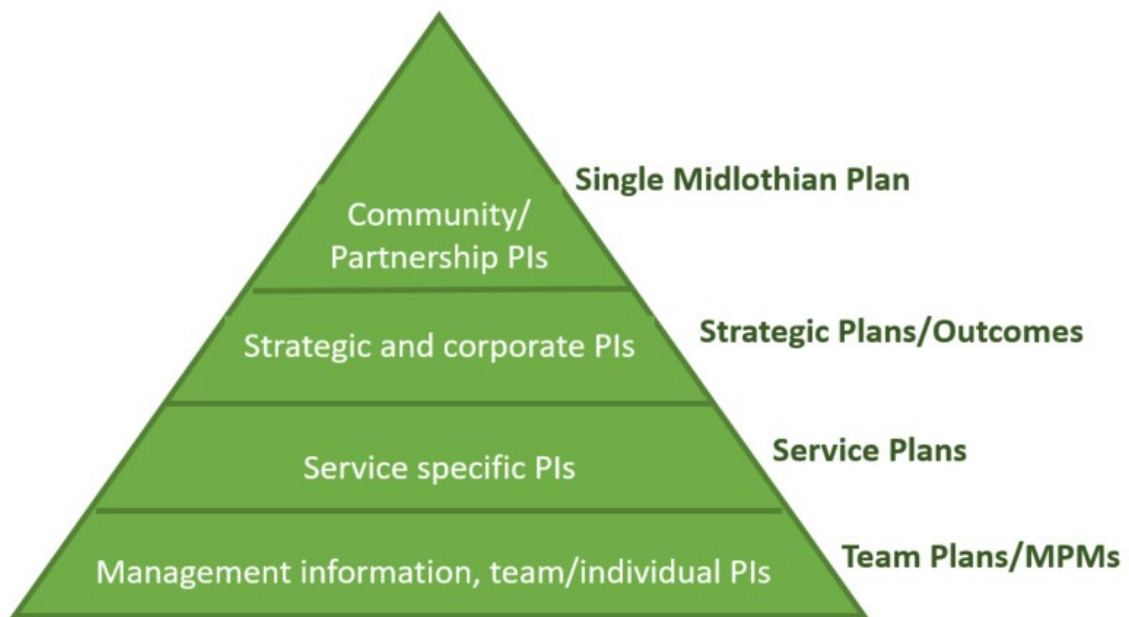 Single Midlothian Plan
Community/
Partnership PIs
Strategic Plans/Outcomes
Strategic and corporate PIs
Service Plans
Service specific PIs
Team Plans/MPMs
Management information, team/individual PIs